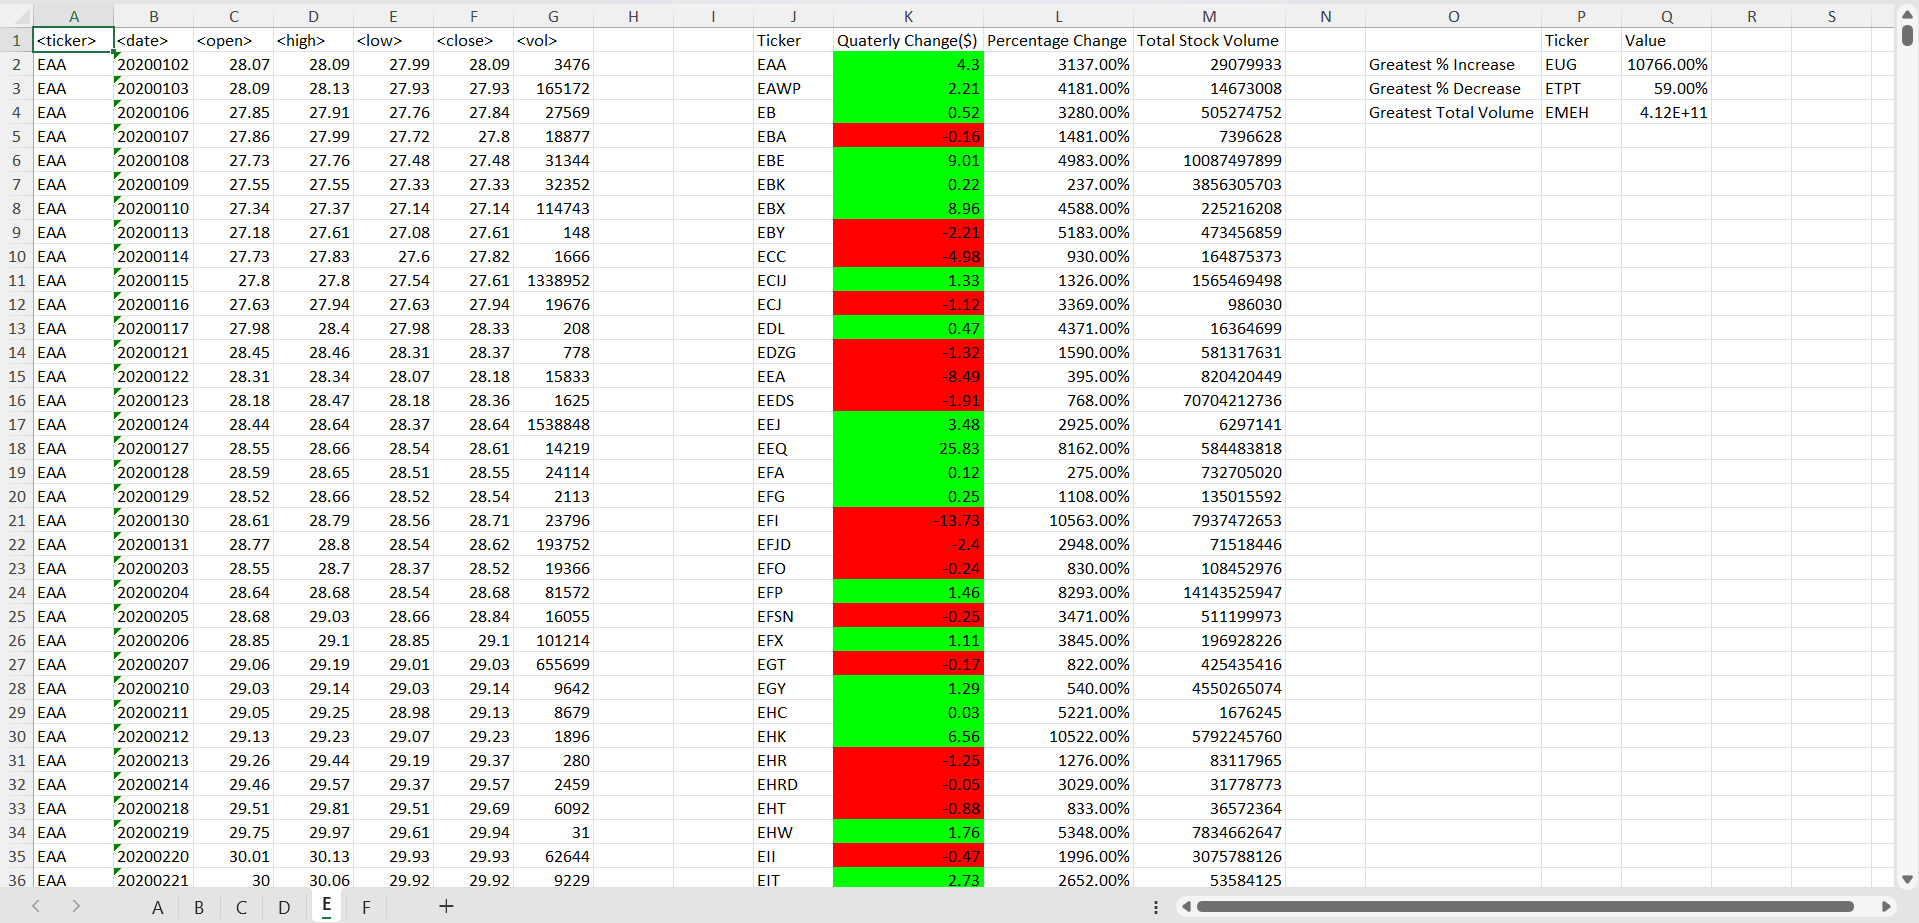 A B C D E F G H I J K L M N O P Q R S
1 <ticker> <date> <open> <high> <low> <close> <vol> Ticker Quaterly Change($) Percentage Change Total Stock Volume Ticker Value
2 EAA 20200102 28.07 28.09 27.99 28.09 3476 EAA 4.3 3137.00% 29079933 Greatest % Increase EUG 10766.00%
3 EAA 20200103 28.09 28.13 27.93 27.93 165172 EAWP 2.21 4181.00% 14673008 Greatest % Decrease ETPT 59.00%
4 EAA 20200106 27.85 27.91 27.76 27.84 27569 EB 0.52 3280.00% 505274752 Greatest Total Volume EMEH 4.12E+11
5 EAA 20200107 27.86 27.99 27.72 27.8 18877 EBA -0.16 1481.00% 7396628
6 EAA 20200108 27.73 27.76 27.48 27.48 31344 EBE 9.01 4983.00% 10087497899
7 EAA 20200109 27.55 27.55 27.33 27.33 32352 EBK 0.22 237.00% 3856305703
8 EAA 20200110 27.34 27.37 27.14 27.14 114743 EBX 8.96 4588.00% 225216208
9 EAA 20200113 27.18 27.61 27.08 27.61 148 EBY -2.21 5183.00% 473456859
10 EAA 20200114 27.73 27.83 27.6 27.82 1666 ECC -4.98 930.00% 164875373
11 EAA 20200115 27.8 27.8 27.54 27.61 1338952 ECIJ 1.33 1326.00% 1565469498
12 EAA 20200116 27.63 27.94 27.63 27.94 19676 ECJ -1.12 3369.00% 986030
13 EAA 20200117 27.98 28.4 27.98 28.33 208 EDL 0.47 4371.00% 16364699
14 EAA 20200121 28.45 28.46 28.31 28.37 778 EDZG -1.32 1590.00% 581317631
15 EAA 20200122 28.31 28.34 28.07 28.18 15833 EEA -8.49 395.00% 820420449
16 EAA 20200123 28.18 28.47 28.18 28.36 1625 EEDS -1.91 768.00% 70704212736
17 EAA 20200124 28.44 28.64 28.37 28.64 1538848 EEJ 3.48 2925.00% 6297141
18 EAA 20200127 28.55 28.66 28.54 28.61 14219 EEQ 25.83 8162.00% 584483818
19 EAA 20200128 28.59 28.65 28.51 28.55 24114 EFA 0.12 275.00% 732705020
20 EAA 20200129 28.52 28.66 28.52 28.54 2113 EFG 0.25 1108.00% 135015592
21 EAA 20200130 28.61 28.79 28.56 28.71 23796 EFI -13.73 10563.00% 7937472653
22 EAA 20200131 28.77 28.8 28.54 28.62 193752 EFJD -2.4 2948.00% 71518446
23 EAA 20200203 28.55 28.7 28.37 28.52 19366 EFO -0.24 830.00% 108452976
24 EAA 20200204 28.64 28.68 28.54 28.68 81572 EFP 1.46 8293.00% 14143525947
25 EAA 20200205 28.68 29.03 28.66 28.84 16055 EFSN -0.25 3471.00% 511199973
26 EAA 20200206 28.85 29.1 28.85 29.1 101214 EFX 1.11 3845.00% 196928226
27 EAA 20200207 29.06 29.19 29.01 29.03 655699 EGT -0.17 822.00% 425435416
28 EAA 20200210 29.03 29.14 29.03 29.14 9642 EGY 1.29 540.00% 4550265074
29 EAA 20200211 29.05 29.25 28.98 29.13 8679 EHC 0.03 5221.00% 1676245
30 EAA 20200212 29.13 29.23 29.07 29.23 1896 EHK 6.56 10522.00% 5792245760
31 EAA 20200213 29.26 29.44 29.19 29.37 280 EHR -1.25 1276.00% 83117965
32 EAA 20200214 29.46 29.57 29.37 29.57 2459 EHRD -0.05 3029.00% 31778773
33 EAA 20200218 29.51 29.81 29.51 29.69 6092 EHT -0.88 833.00% 36572364
34 EAA 20200219 29.75 29.97 29.61 29.94 31 EHW 1.76 5348.00% 7834662647
35 EAA 20200220 30.01 30.13 29.93 29.93 62644 EII -0.47 1996.00% 3075788126
36 EAA 20200221 30 30.06 29.92 29.92 9229 EIT 2.73 2652.00% 53584125
A B C D E F